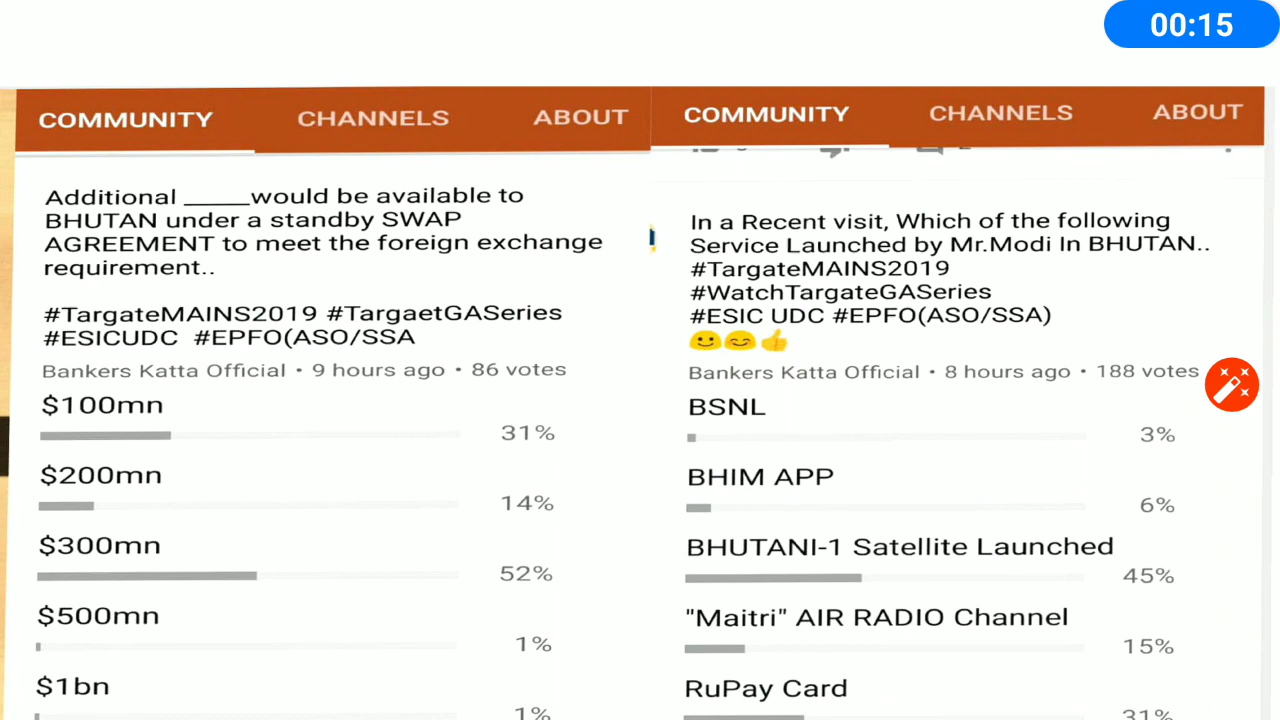 00:15
COMMUNITY CHANNELS ABOUT
Additional _____would be available to
BHUTAN under a standby SWAP
AGREEMENT to meet the foreign exchange
requirement..
#TargateMAINS2019 #TargaetGASeries
#ESICUDC #EPFO(ASO/SSA
Bankers Katta Official • 9 hours ago • 86 votes
$100mn
31%
$200mn
14%
$300mn
52%
$500mn
1%
$1bn
1%
COMMUNITY CHANNELS ABOUT
In a Recent visit, Which of the following
Service Launched by Mr.Modi In BHUTAN..
#TargateMAINS2019
#WatchTargateGASeries
#ESIC UDC #EPFO(ASO/SSA)
🙂😊👍
Bankers Katta Official • 8 hours ago • 188 votes
BSNL
3%
BHIM APP
6%
BHUTANI-1 Satellite Launched
45%
"Maitri" AIR RADIO Channel
15%
RuPay Card
31%